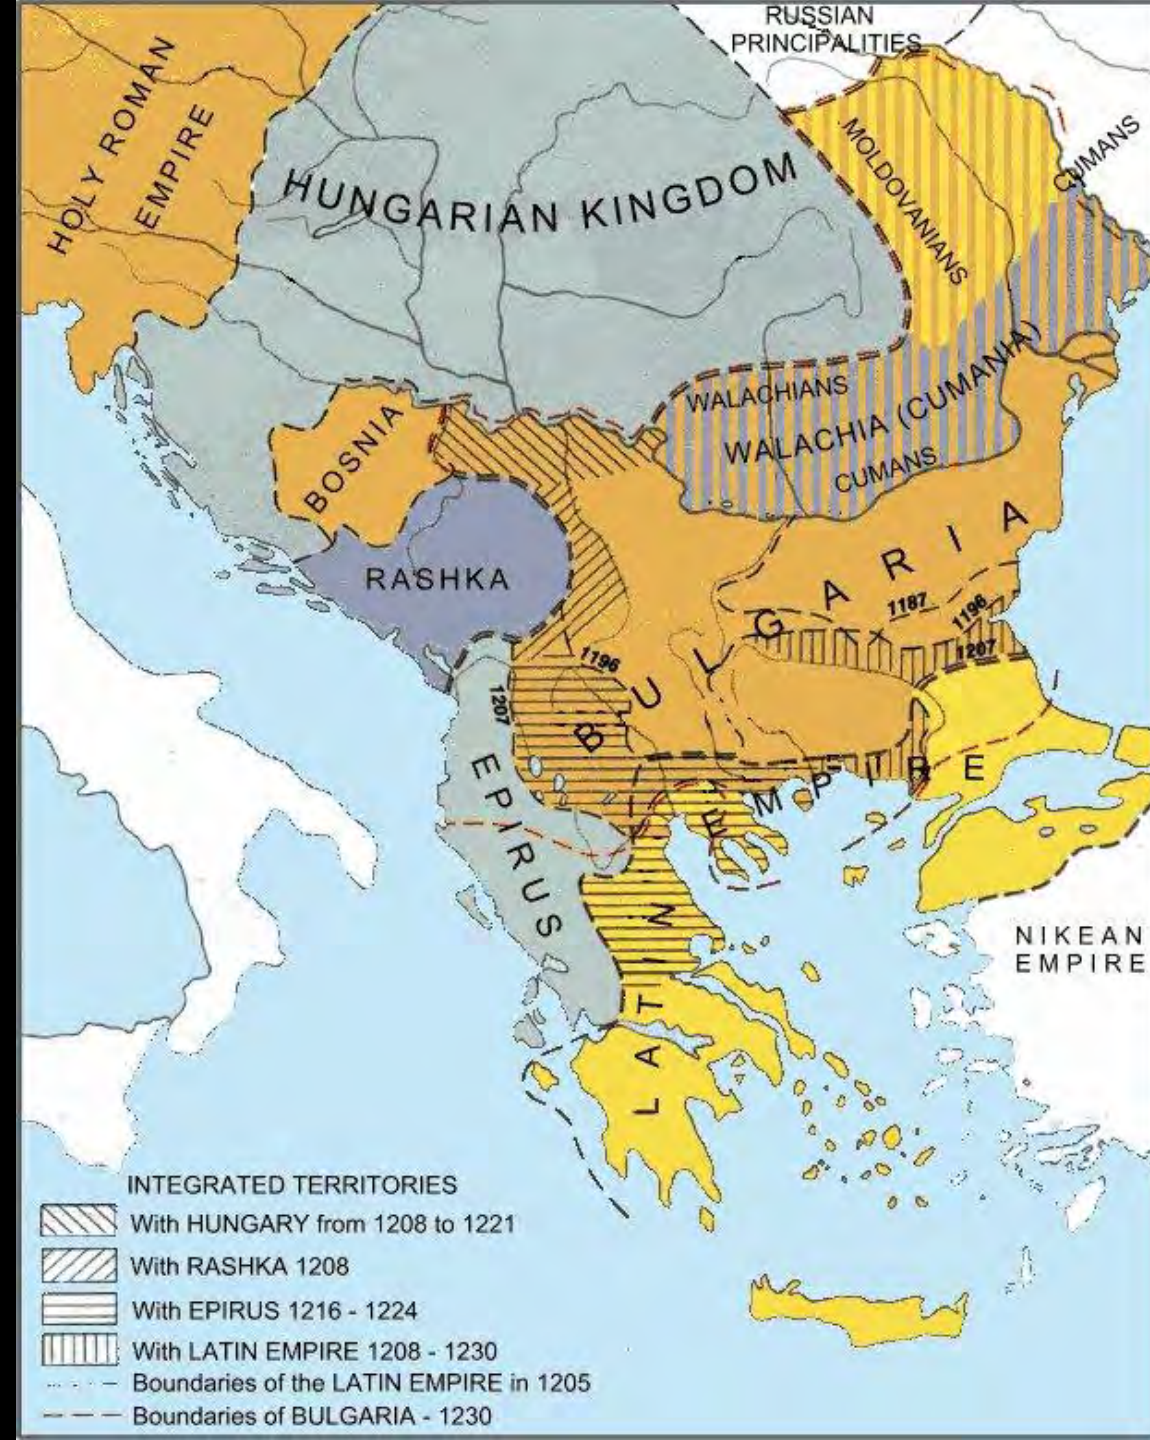 RUSSIAN
PRINCIPALITIES
HOLY ROMAN
EMPIRE
HUNGARIAN KINGDOM
MOLDOVANIANS
CUMANS
WALACHIANS
WALACHIA (CUMANIA)
CUMANS
BOSNIA
RASHKA
BULGARIA
1187
1196
1207
1196
1207
EPIRUS
LATIN EMPIRE
NIKEAN
EMPIRE
INTEGRATED TERRITORIES
With HUNGARY from 1208 to 1221
With RASHKA 1208
With EPIRUS 1216 - 1224
With LATIN EMPIRE 1208 - 1230
Boundaries of the LATIN EMPIRE in 1205
Boundaries of BULGARIA - 1230